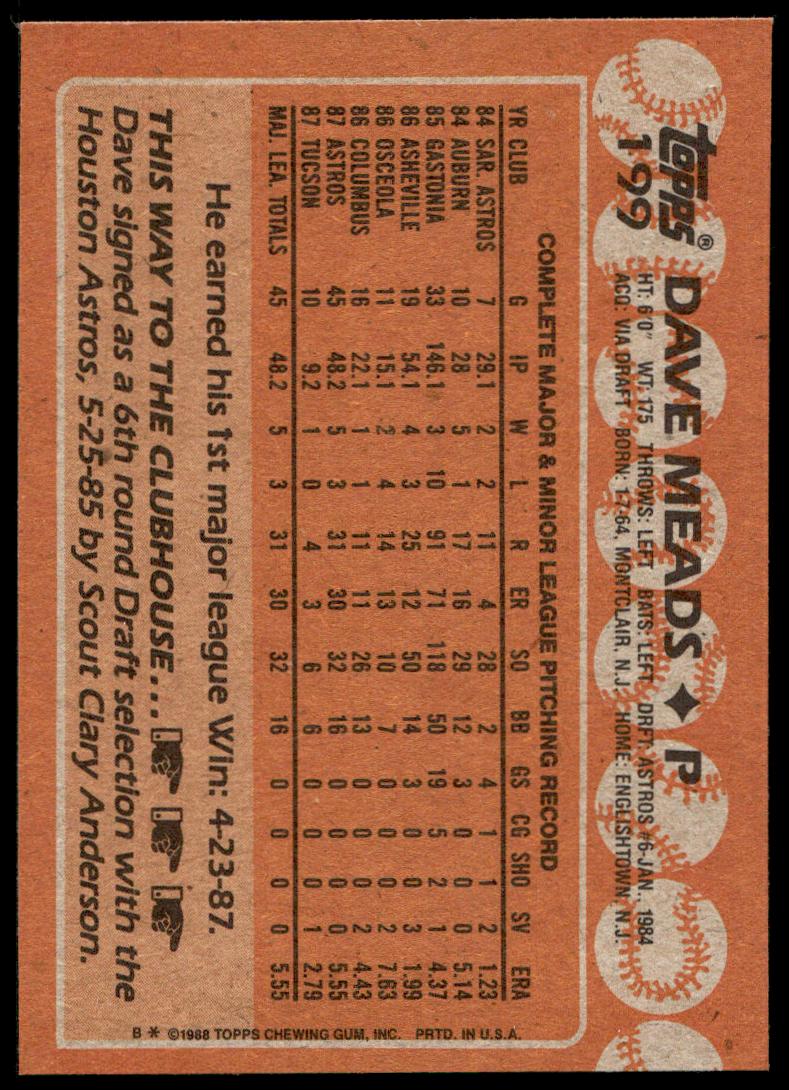 topps®
199
DAVE MEADS ♦ P
HT: 6'0" WT: 175 THROWS: LEFT BATS: LEFT DRFT: ASTROS #6-JAN., 1984
ACQ: VIA DRAFT BORN: 1-7-64, MONTCLAIR, N.J. HOME: ENGLISHTOWN, N.J.
COMPLETE MAJOR & MINOR LEAGUE PITCHING RECORD
YR CLUB G IP W L R ER SO BB GS CG SHO SV ERA
84 SAR. ASTROS 7 29.1 2 2 11 4 28 2 4 1 1 2 1.23
84 AUBURN 10 28 5 1 17 16 29 12 3 0 0 0 5.14
85 GASTONIA 33 146.1 3 10 91 71 118 50 19 5 2 1 4.37
86 ASHEVILLE 19 54.1 4 3 25 12 50 14 3 0 0 3 1.99
86 OSCEOLA 11 15.1 2 4 14 13 10 7 0 0 0 2 7.63
86 COLUMBUS 16 22.1 1 1 11 11 26 13 0 0 0 2 4.43
87 ASTROS 45 48.2 5 3 31 30 32 16 0 0 0 0 5.55
87 TUCSON 10 9.2 1 0 4 3 6 6 0 0 0 1 2.79
MAJ. LEA. TOTALS 45 48.2 5 3 31 30 32 16 0 0 0 0 5.55
He earned his 1st major league Win: 4-23-87.
THIS WAY TO THE CLUBHOUSE...
Dave signed as a 6th round Draft selection with the
Houston Astros, 5-25-85 by Scout Clary Anderson.
B * ©1988 TOPPS CHEWING GUM, INC. PRTD. IN U.S.A.